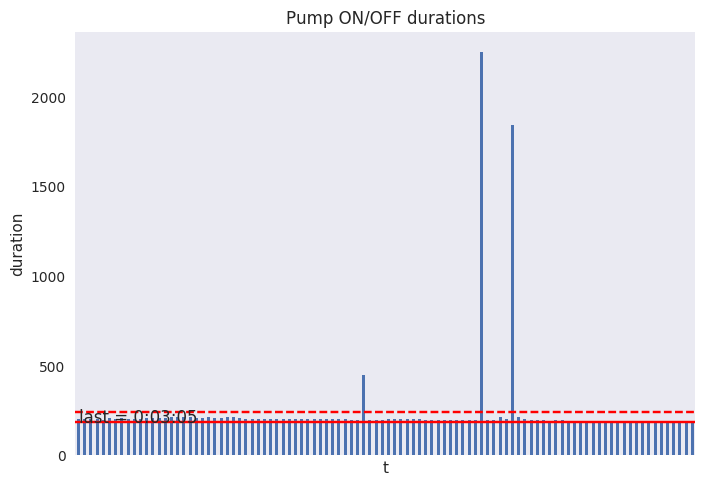 Pump ON/OFF durations
2000
1500
1000
500
0
duration
last = 0:03:05
t